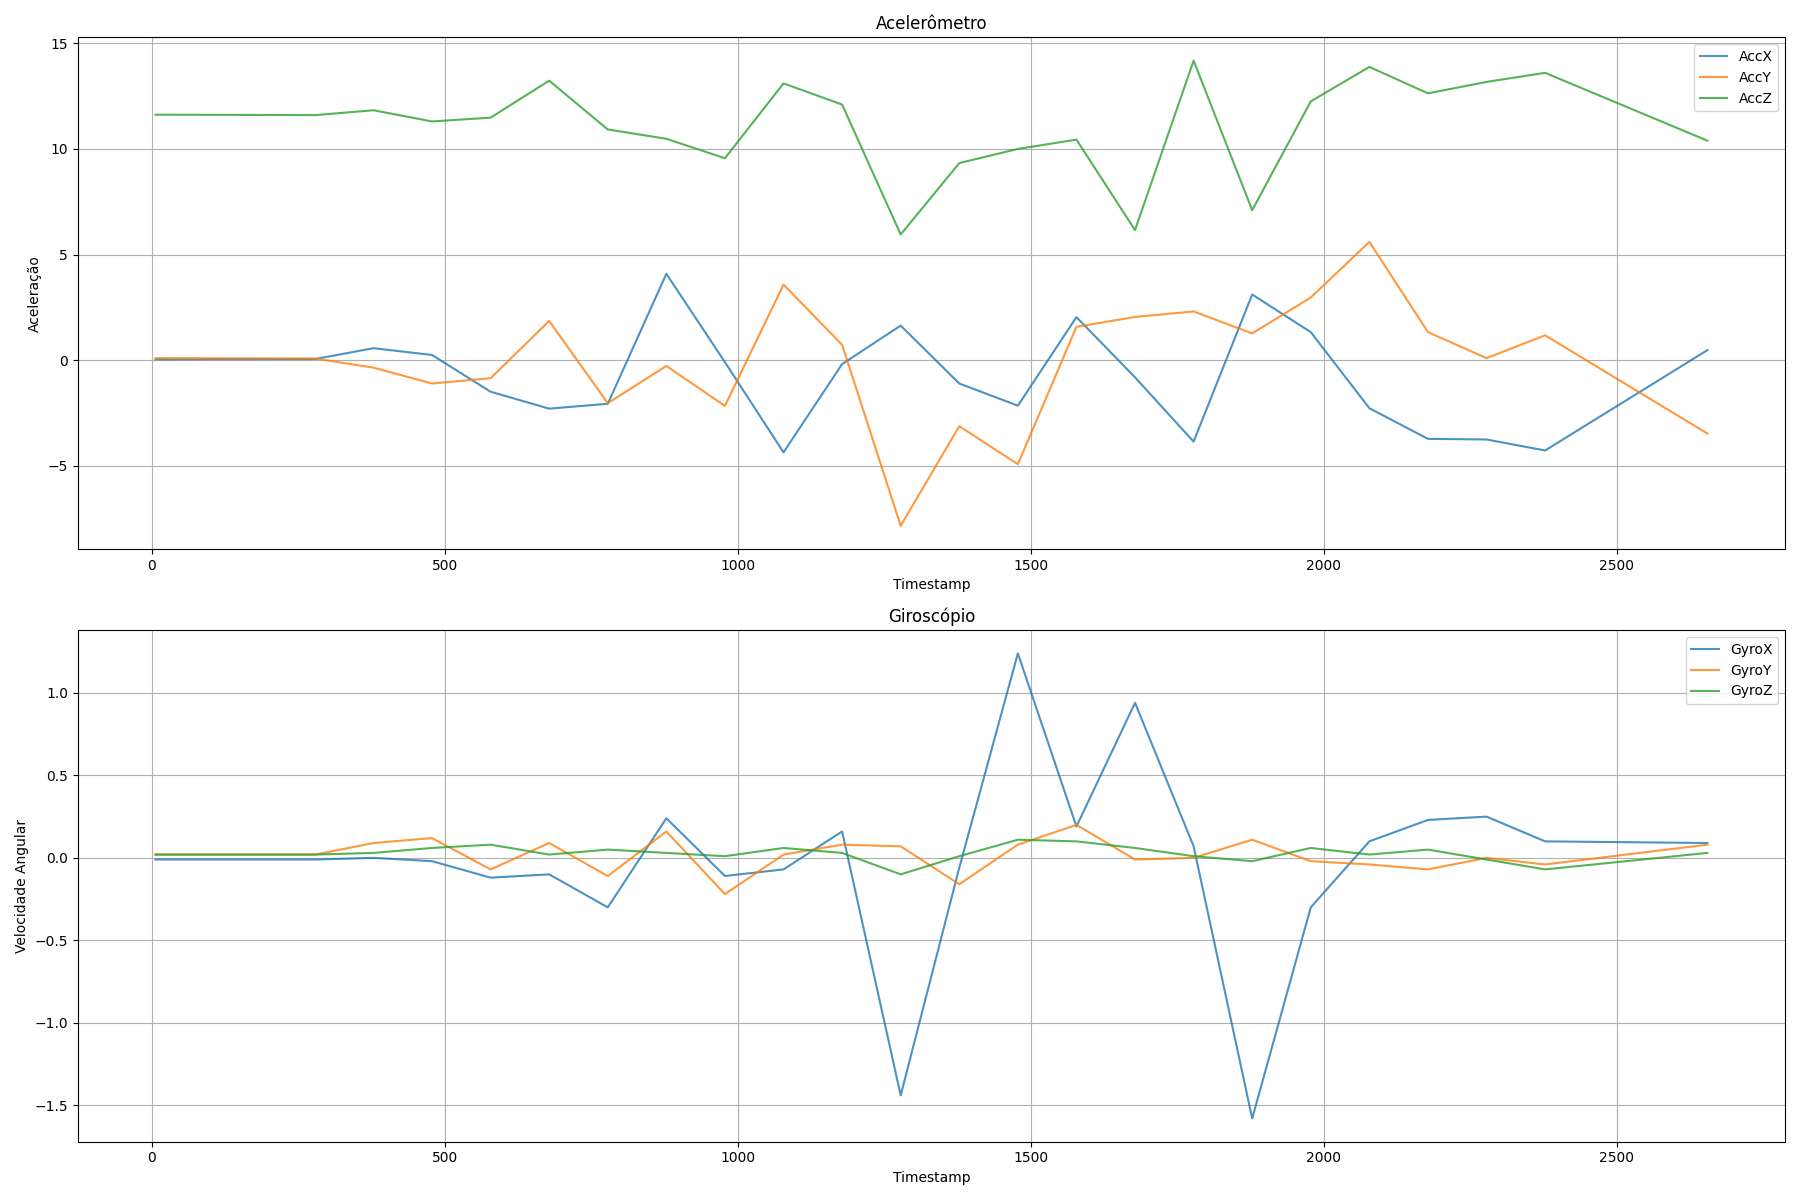 Acelerômetro
AccX
AccY
AccZ
15
10
5
0
−5
Aceleração
0
500
1000
1500
2000
2500
Timestamp
Giroscópio
GyroX
GyroY
GyroZ
1.0
0.5
0.0
−0.5
−1.0
−1.5
Velocidade Angular
0
500
1000
1500
2000
2500
Timestamp